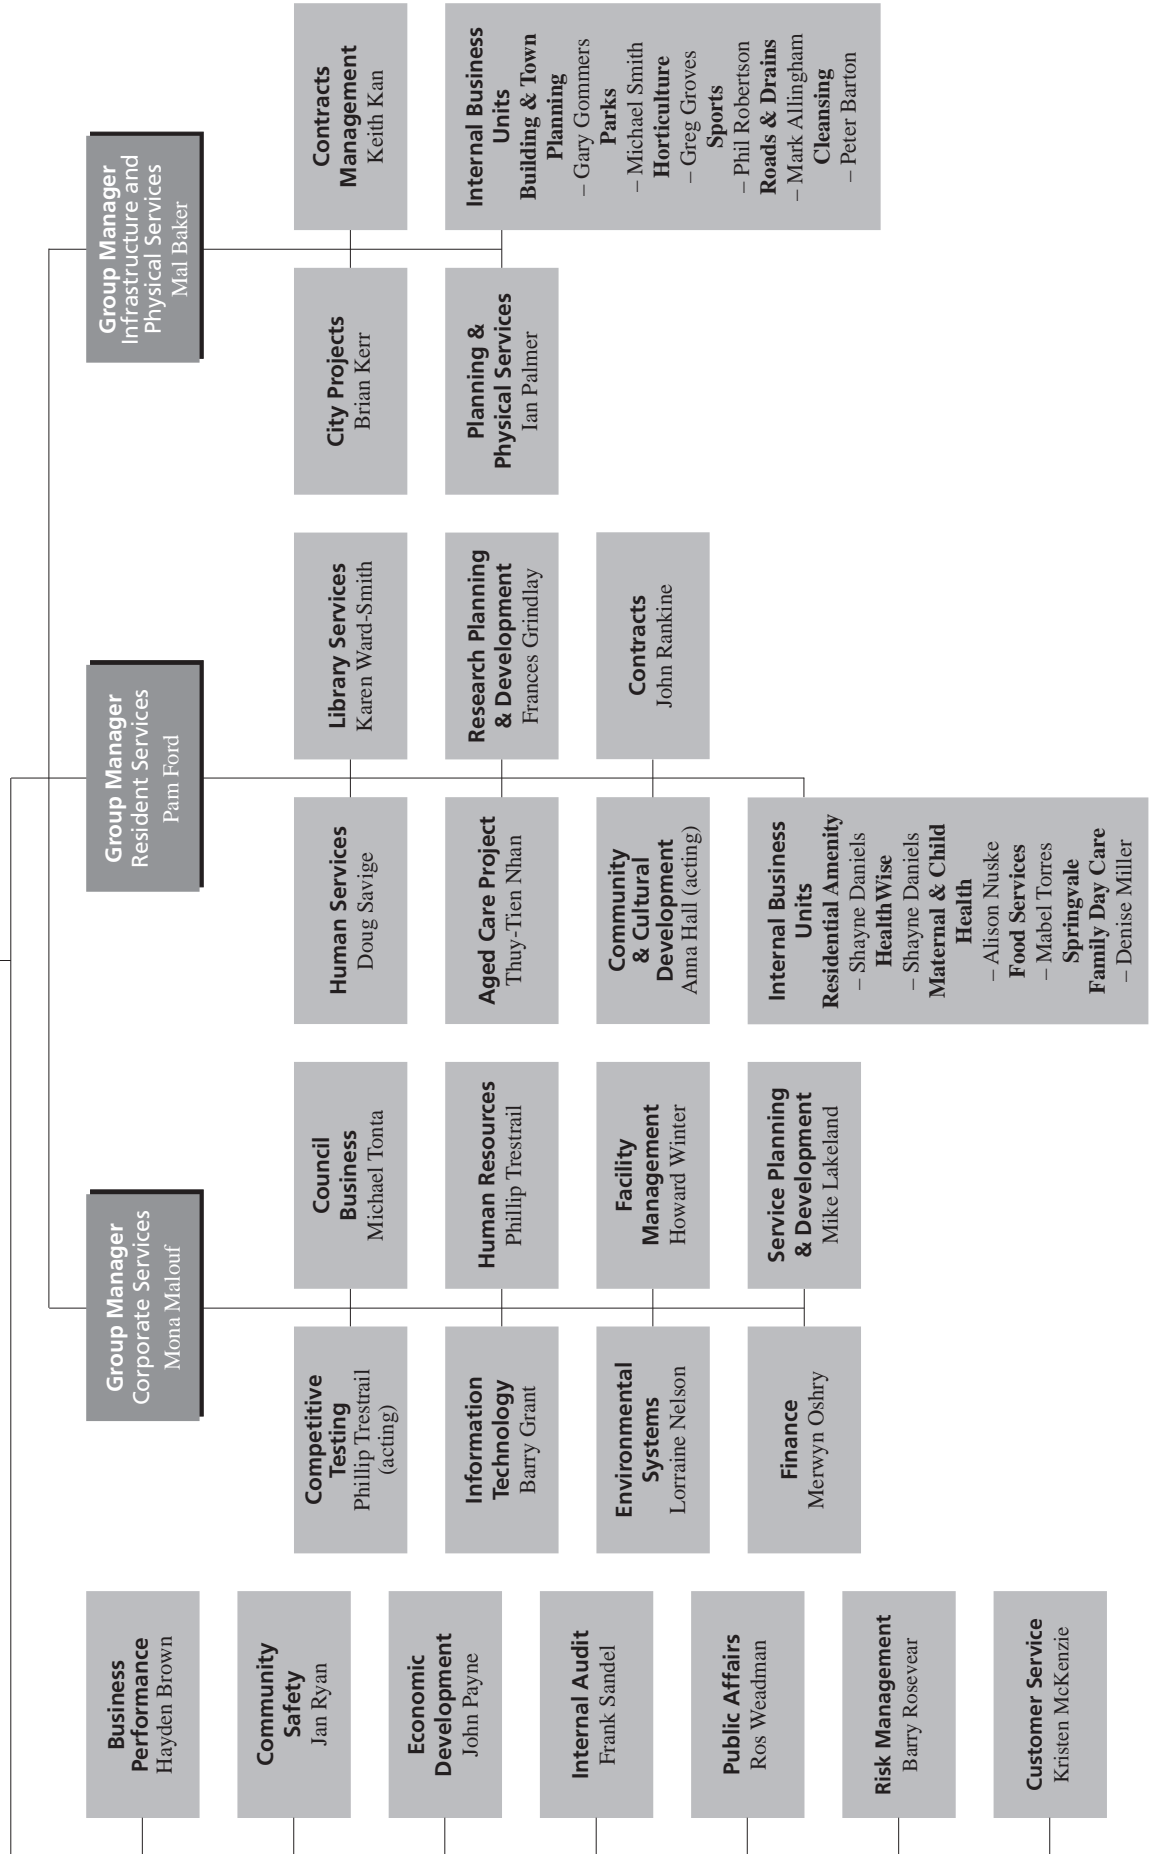 Business
Performance
Hayden Brown
Community
Safety
Jan Ryan
Economic
Development
John Payne
Internal Audit
Frank Sandel
Public Affairs
Ros Weadman
Risk Management
Barry Rosevear
Customer Service
Kristen McKenzie
Group Manager
Corporate Services
Mona Malouf
Competitive
Testing
Phillip Trestrail
(acting)
Council
Business
Michael Tonta
Information
Technology
Barry Grant
Human Resources
Phillip Trestrail
Environmental
Systems
Lorraine Nelson
Facility
Management
Howard Winter
Finance
Merwyn Oshry
Service Planning
& Development
Mike Lakeland
Group Manager
Resident Services
Pam Ford
Human Services
Doug Savige
Library Services
Karen Ward-Smith
Aged Care Project
Thuy-Tien Nhan
Research Planning
& Development
Frances Grindlay
Community
& Cultural
Development
Anna Hall (acting)
Contracts
John Rankine
Internal Business
Units
Residential Amenity
– Shayne Daniels
HealthWise
– Shayne Daniels
Maternal & Child
Health
– Alison Nuske
Food Services
– Mabel Torres
Springvale
Family Day Care
– Denise Miller
Group Manager
Infrastructure and
Physical Services
Mal Baker
City Projects
Brian Kerr
Contracts
Management
Keith Kan
Planning &
Physical Services
Ian Palmer
Internal Business
Units
Building & Town
Planning
– Gary Gommers
Parks
– Michael Smith
Horticulture
– Greg Groves
Sports
– Phil Robertson
Roads & Drains
– Mark Allingham
Cleansing
– Peter Barton